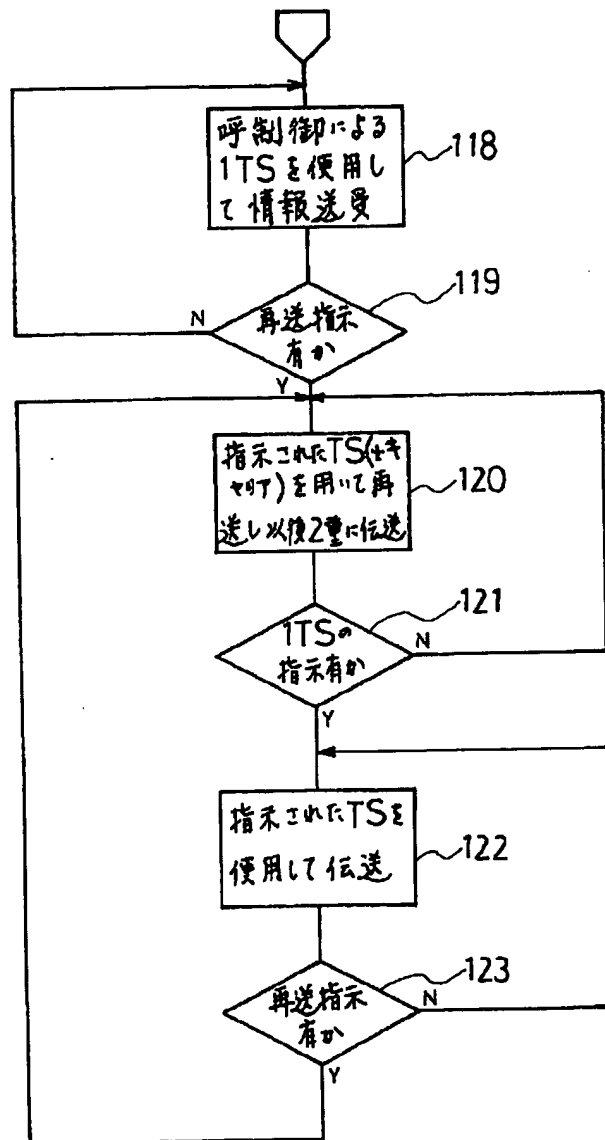 呼制御による
1TSを使用し
て情報送受
118
119
再送指示
有か
N
Y
指示されたTS(&キ
ャリア)を用いて再
送し以後2重に伝送
120
121
1TSの
指示有か
N
Y
指示されたTSを
使用して伝送
122
123
再送指示
有か
N
Y